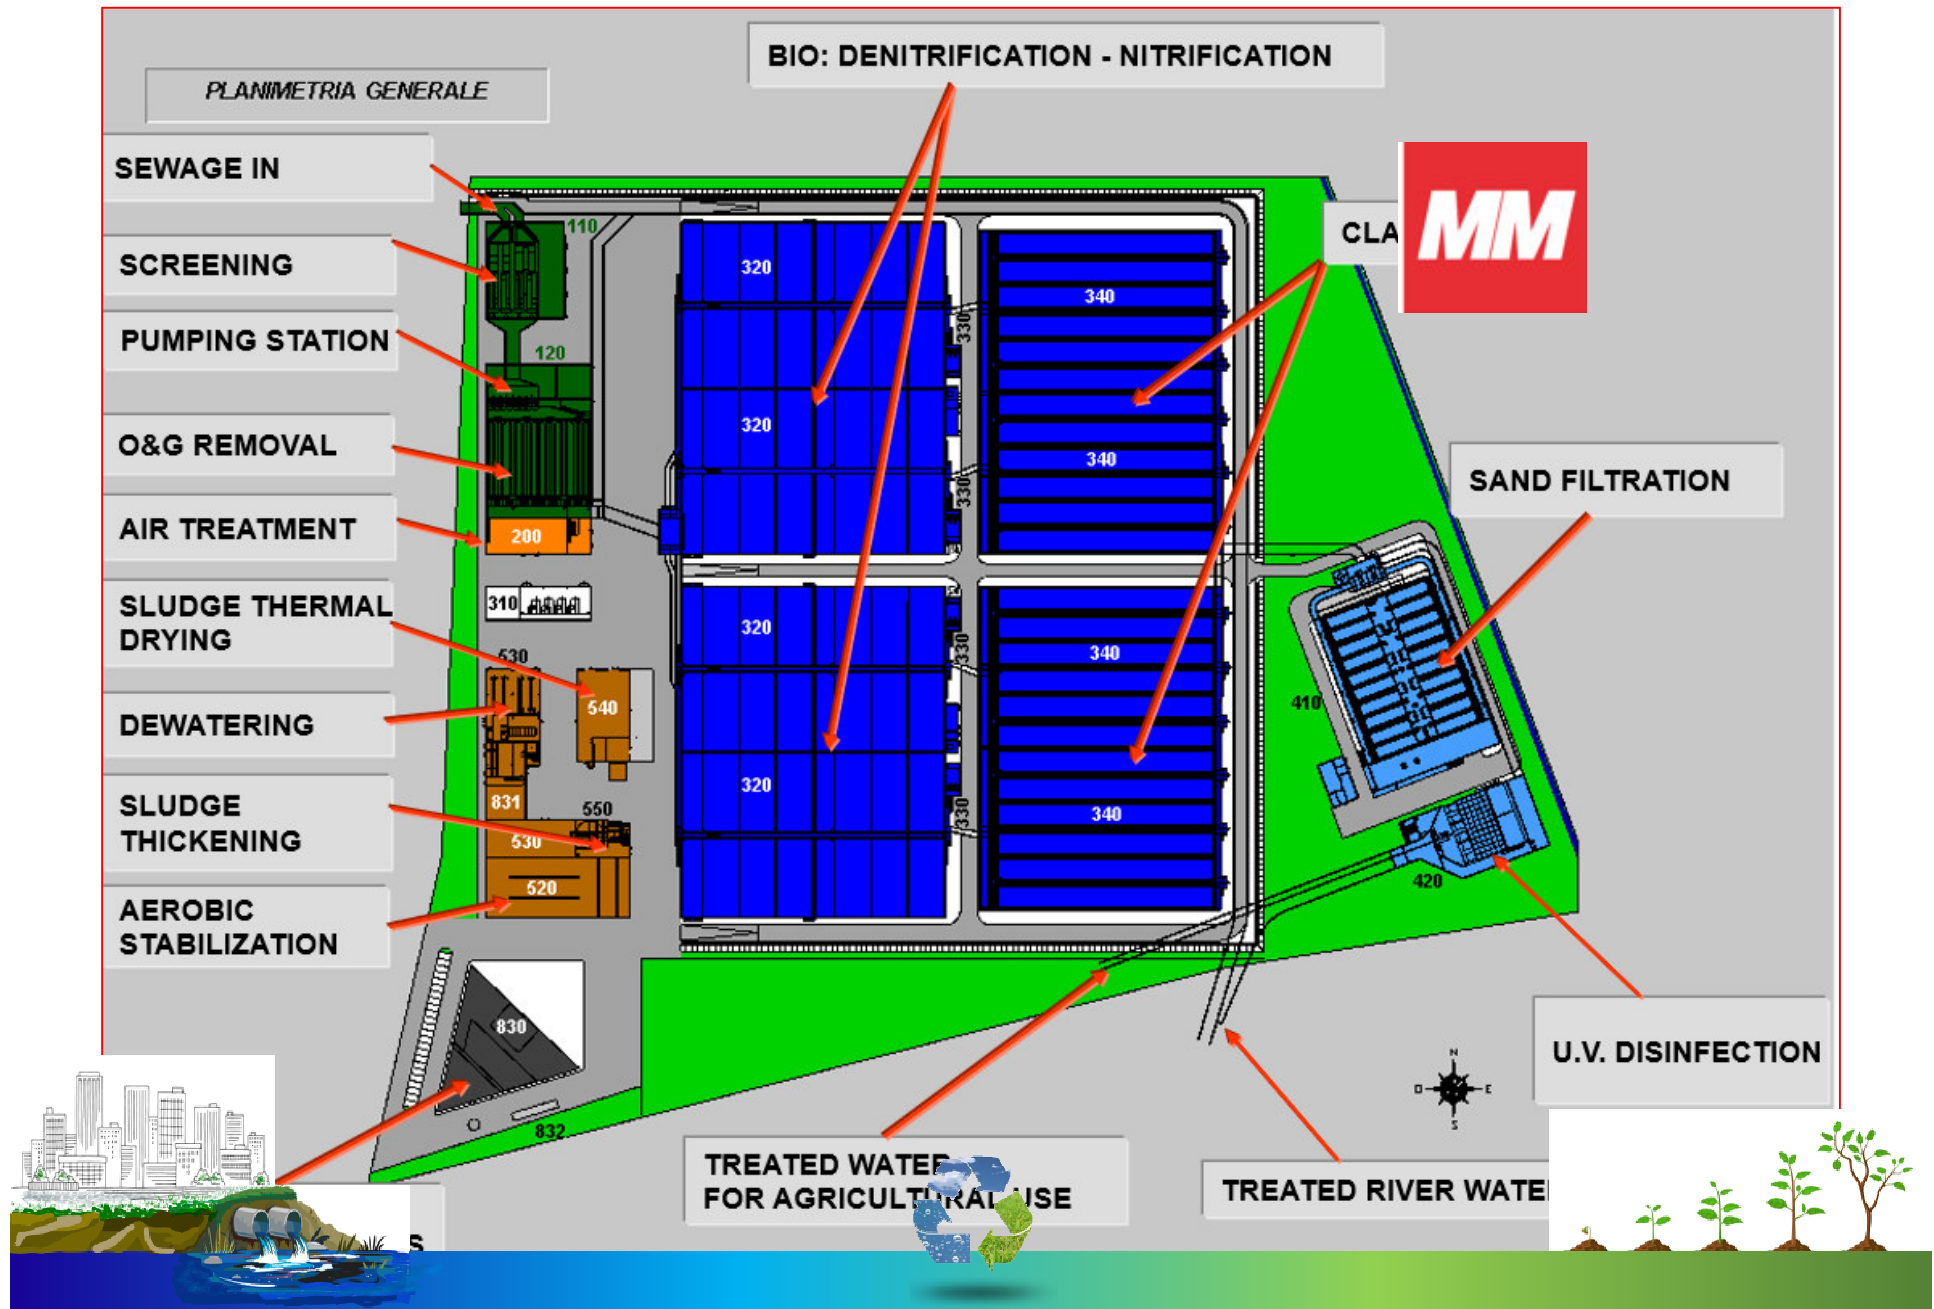 BIO: DENITRIFICATION - NITRIFICATION
PLANIMETRIA GENERALE
SEWAGE IN
SCREENING
PUMPING STATION
O&G REMOVAL
AIR TREATMENT
SLUDGE THERMAL
DRYING
DEWATERING
SLUDGE
THICKENING
AEROBIC
STABILIZATION
CLA
MM
SAND FILTRATION
U.V. DISINFECTION
TREATED WATER
FOR AGRICULTURAL USE
TREATED RIVER WATE
S
110
120
200
310
530
540
831
550
530
520
830
832
320
320
320
320
330
330
330
330
340
340
340
340
410
420
N
O
E
S